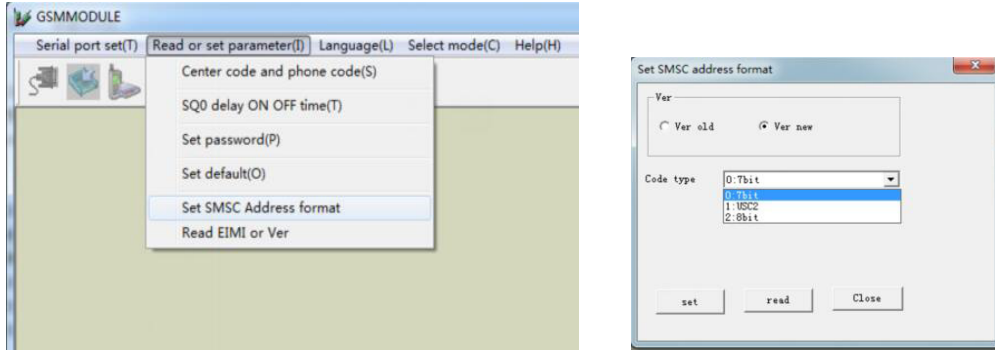 GSMMODULE
Serial port set(T) Read or set parameter(I) Language(L) Select mode(C) Help(H)
Center code and phone code(S)
SQ0 delay ON OFF time(T)
Set password(P)
Set default(O)
Set SMSC Address format
Read EIMI or Ver
Set SMSC address format
Ver
Ver old Ver new
Code type 0:7bit
0:7bit
1:USC2
2:8bit
set read Close